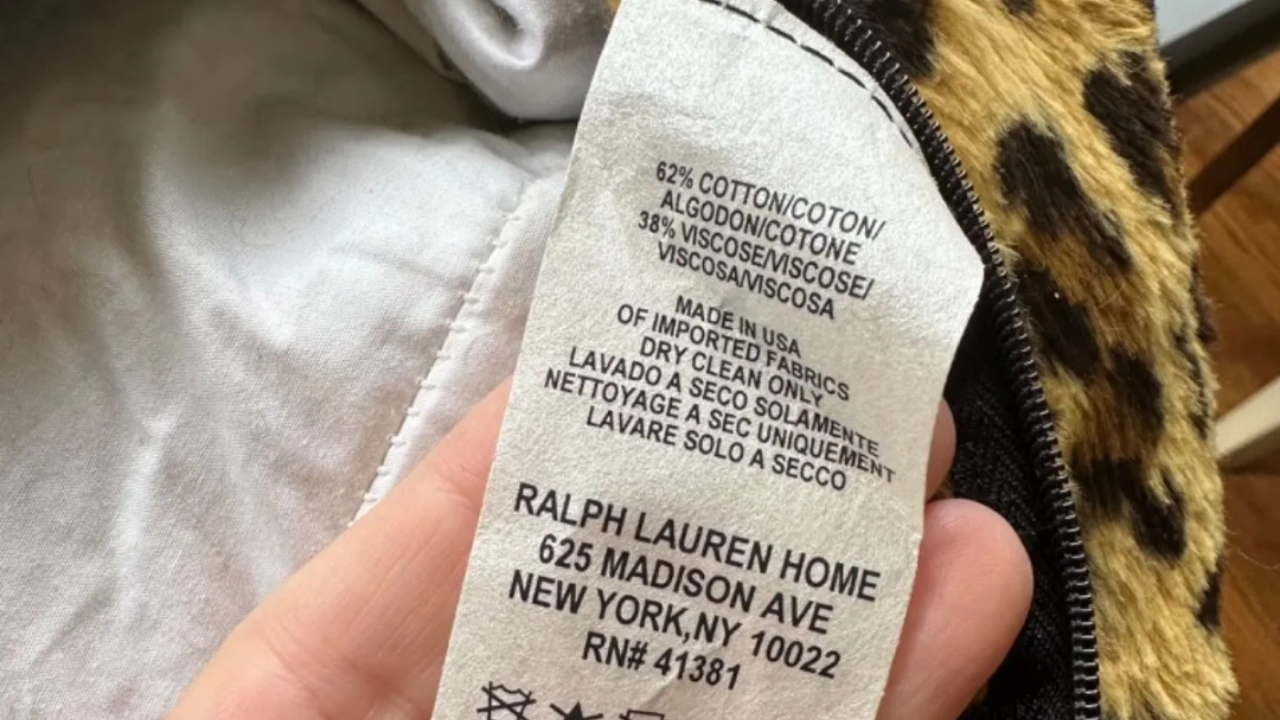 62% COTTON/COTON/
ALGODON/COTONE
38% VISCOSE/VISCOSE/
VISCOSA/VISCOSA
MADE IN USA
OF IMPORTED FABRICS
DRY CLEAN ONLY
LAVADO A SECO SOLAMENTE
NETTOYAGE A SEC UNIQUEMENT
LAVARE SOLO A SECCO
RALPH LAUREN HOME
625 MADISON AVE
NEW YORK,NY 10022
RN# 41381